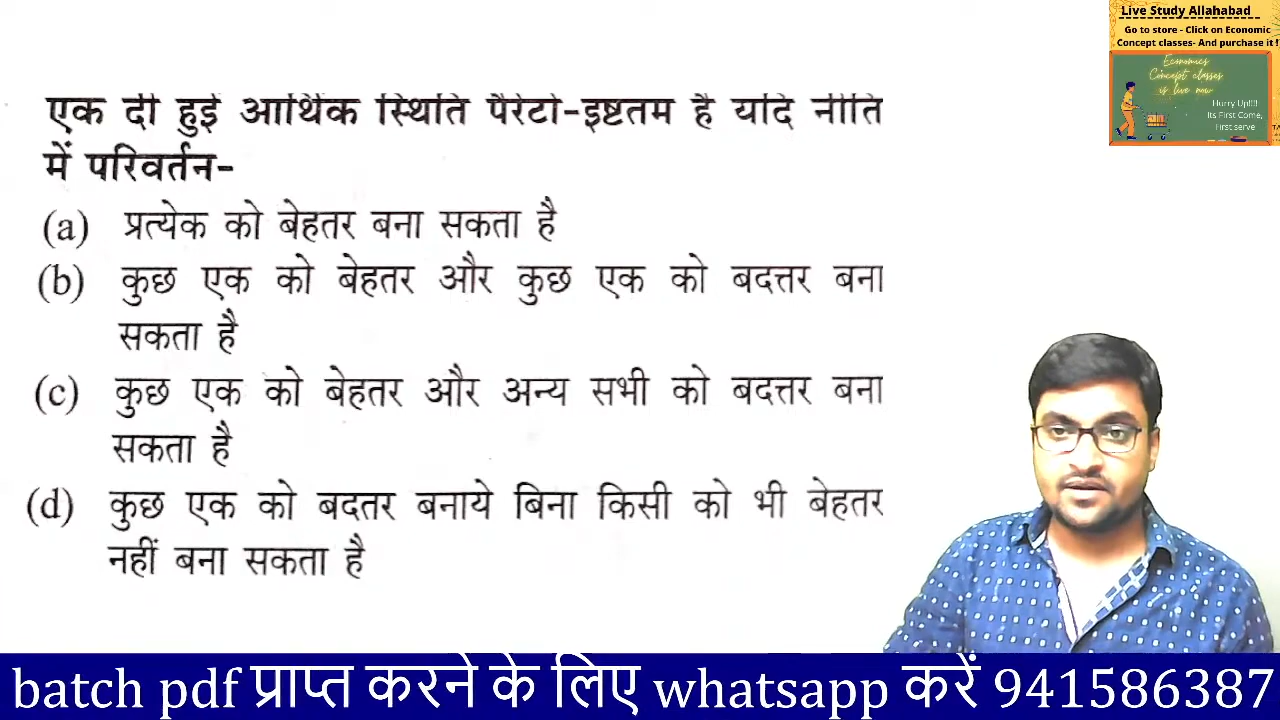 Live Study Allahabad
Go to store - Click on Economic
Concept classes- And purchase it !
Economics
Concept classes
is live now
Hurry Up!!!!
Its First Come,
First serve
एक दी हुई आर्थिक स्थिति पैरेटो-इष्टतम है यदि नीति
में परिवर्तन-
(a) प्रत्येक को बेहतर बना सकता है
(b) कुछ एक को बेहतर और कुछ एक को बदत्तर बना
सकता है
(c) कुछ एक को बेहतर और अन्य सभी को बदत्तर बना
सकता है
(d) कुछ एक को बदतर बनाये बिना किसी को भी बेहतर
नहीं बना सकता है
batch pdf प्राप्त करने के लिए whatsapp करें 941586387